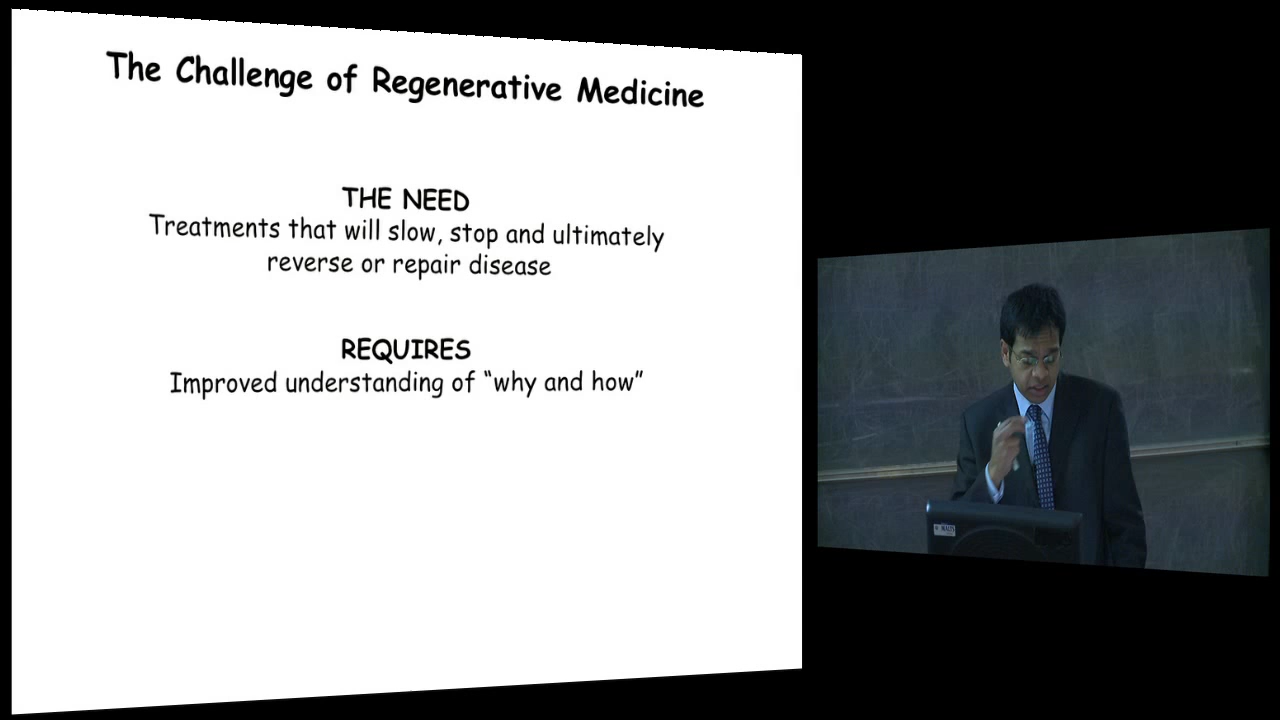 The Challenge of Regenerative Medicine
THE NEED
Treatments that will slow, stop and ultimately
reverse or repair disease
REQUIRES
Improved understanding of “why and how”